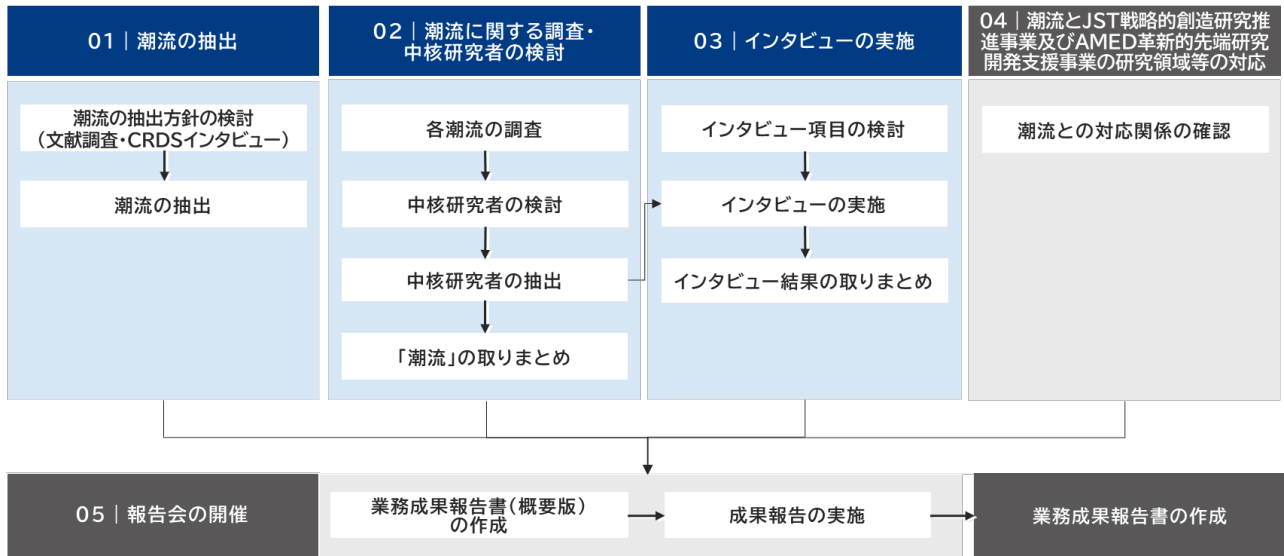 01｜潮流の抽出
潮流の抽出方針の検討
（文献調査・CRDSインタビュー）
潮流の抽出
02｜潮流に関する調査・
中核研究者の検討
各潮流の調査
中核研究者の検討
中核研究者の抽出
「潮流」の取りまとめ
03｜インタビューの実施
インタビュー項目の検討
インタビューの実施
インタビュー結果の取りまとめ
04｜潮流とJST戦略的創造研究推
進事業及びAMED革新的先端研究
開発支援事業の研究領域等の対応
潮流との対応関係の確認
05｜報告会の開催
業務成果報告書（概要版）
の作成
成果報告の実施
業務成果報告書の作成